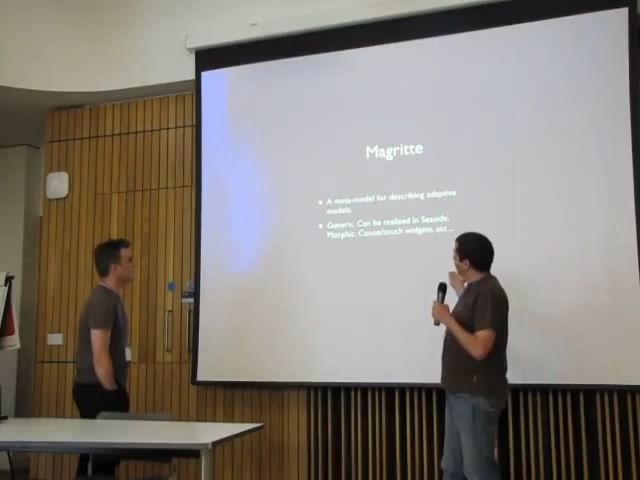 Magritte
A meta-model for describing adaptive
models.
Generic. Can be realised in Seaside,
Morphic, Cocoa/touch widgets, etc...